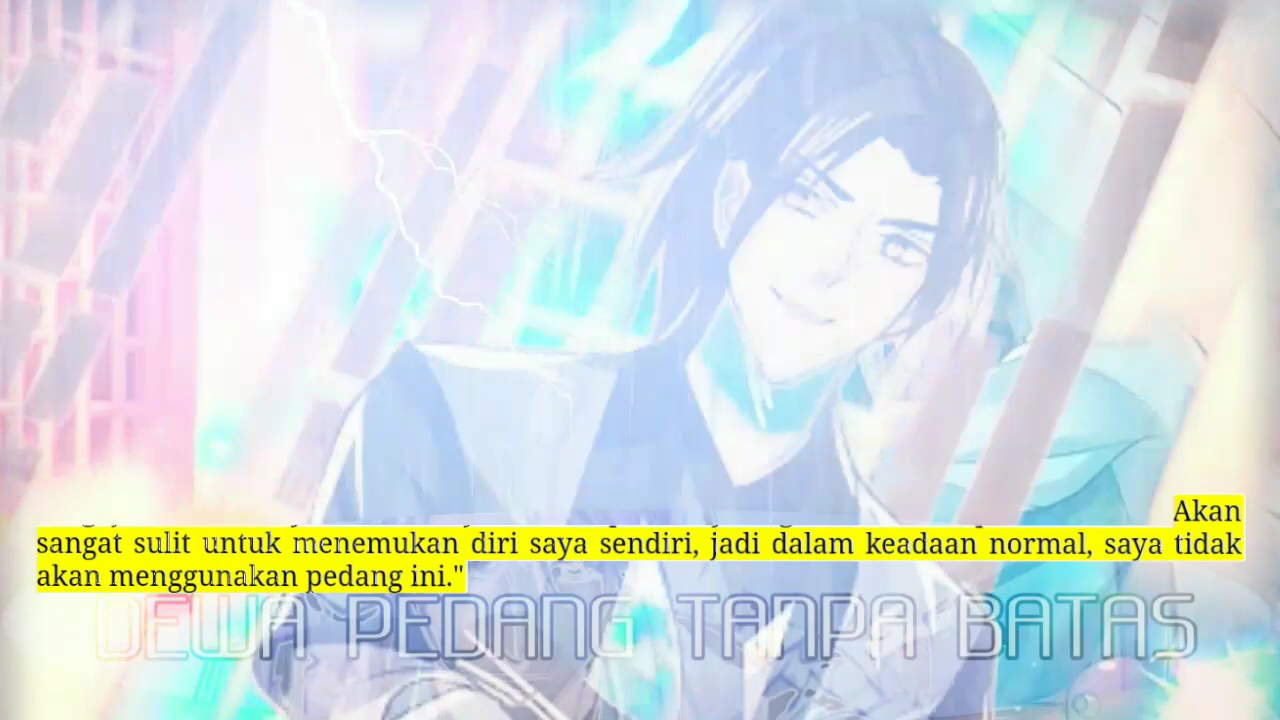 Akan
sangat sulit untuk menemukan diri saya sendiri, jadi dalam keadaan normal, saya tidak
akan menggunakan pedang ini."
DEWA PEDANG TANPA BATAS